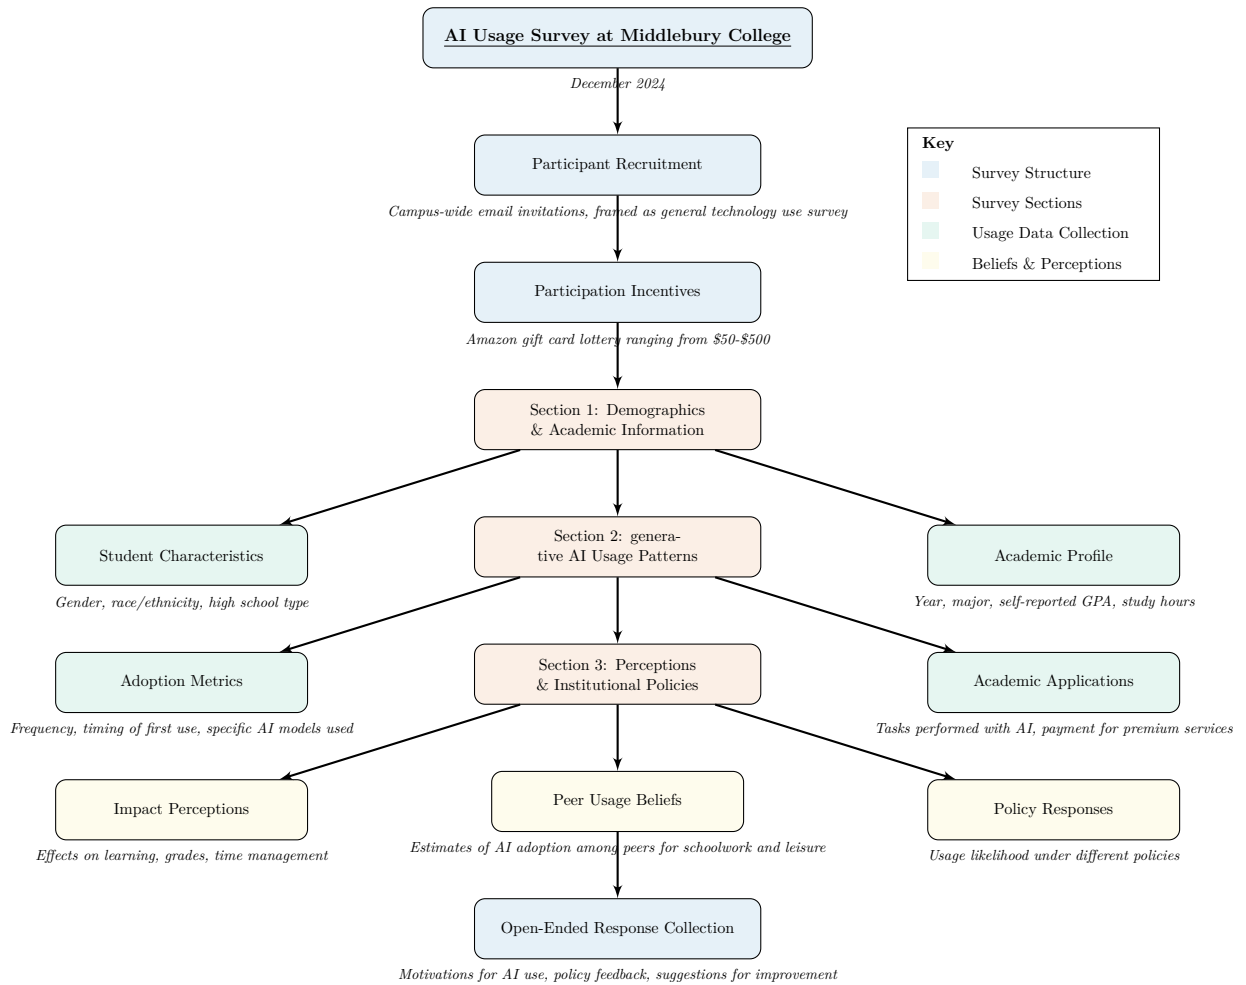 AI Usage Survey at Middlebury College
December 2024
Participant Recruitment
Campus-wide email invitations, framed as general technology use survey
Key
Survey Structure
Survey Sections
Usage Data Collection
Beliefs & Perceptions
Participation Incentives
Amazon gift card lottery ranging from $50-$500
Section 1: Demographics
& Academic Information
Student Characteristics
Gender, race/ethnicity, high school type
Section 2: genera-
tive AI Usage Patterns
Academic Profile
Year, major, self-reported GPA, study hours
Adoption Metrics
Frequency, timing of first use, specific AI models used
Section 3: Perceptions
& Institutional Policies
Academic Applications
Tasks performed with AI, payment for premium services
Impact Perceptions
Effects on learning, grades, time management
Peer Usage Beliefs
Estimates of AI adoption among peers for schoolwork and leisure
Policy Responses
Usage likelihood under different policies
Open-Ended Response Collection
Motivations for AI use, policy feedback, suggestions for improvement